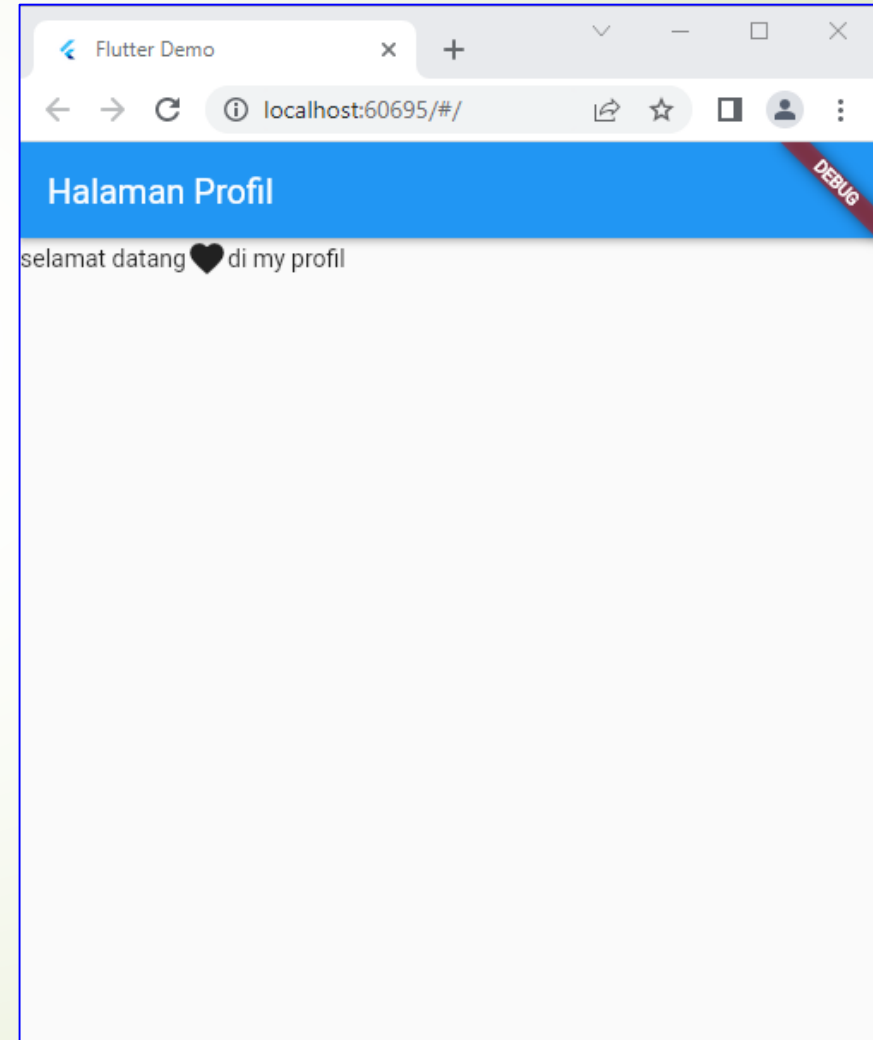 Flutter Demo
localhost:60695/#/
Halaman Profil
DEBUG
selamat datang di my profil